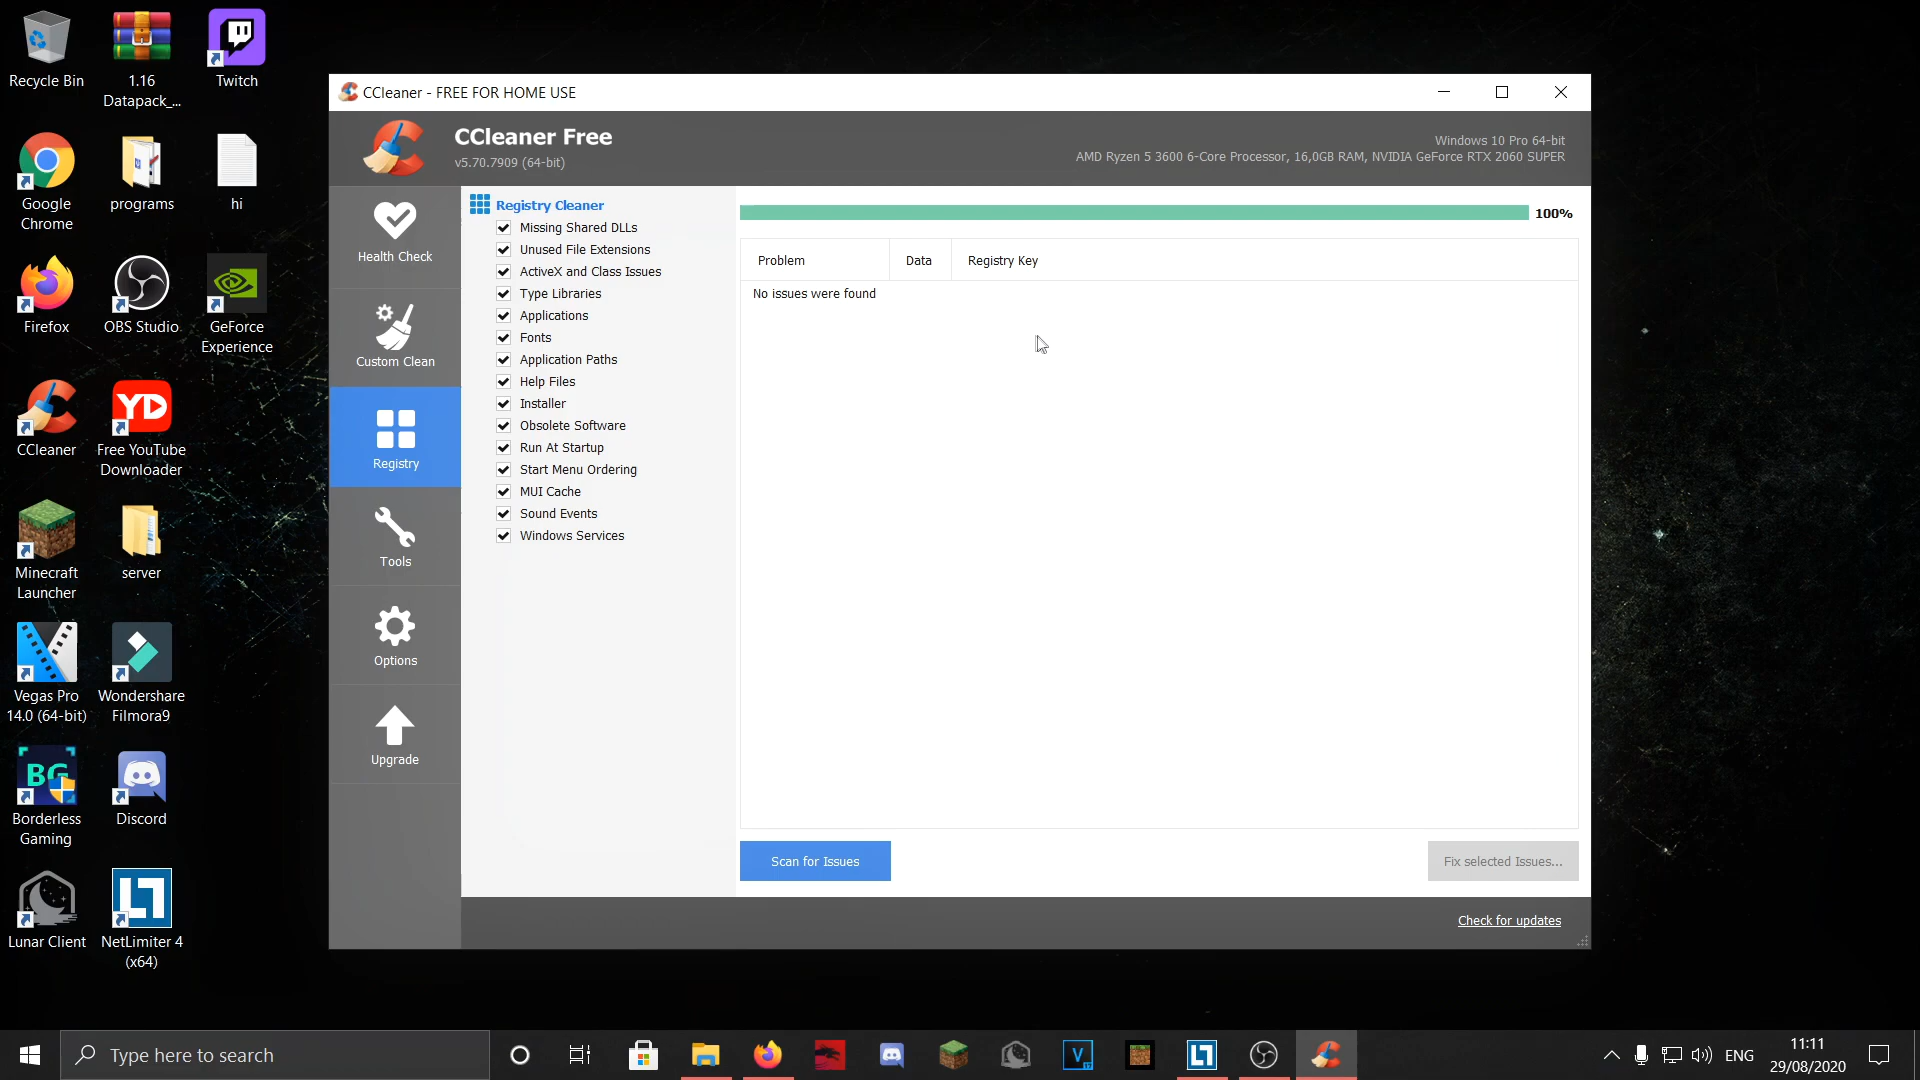 Recycle Bin
1.16
Datapack_...
Twitch
Google
Chrome
programs
hi
Firefox
OBS Studio
GeForce
Experience
CCleaner
YD
Free YouTube
Downloader
Minecraft
Launcher
server
Vegas Pro
14.0 (64-bit)
Wondershare
Filmora9
BG
Borderless
Gaming
Discord
Lunar Client
NetLimiter 4
(x64)
CCleaner - FREE FOR HOME USE
CCleaner Free
v5.70.7909 (64-bit)
Windows 10 Pro 64-bit
AMD Ryzen 5 3600 6-Core Processor, 16,0GB RAM, NVIDIA GeForce RTX 2060 SUPER
Health Check
Custom Clean
Registry
Tools
Options
Upgrade
Registry Cleaner
Missing Shared DLLs
Unused File Extensions
ActiveX and Class Issues
Type Libraries
Applications
Fonts
Application Paths
Help Files
Installer
Obsolete Software
Run At Startup
Start Menu Ordering
MUI Cache
Sound Events
Windows Services
100%
Problem Data Registry Key
No issues were found
Scan for Issues
Fix selected Issues...
Check for updates
Type here to search
V
ENG
11:11
29/08/2020